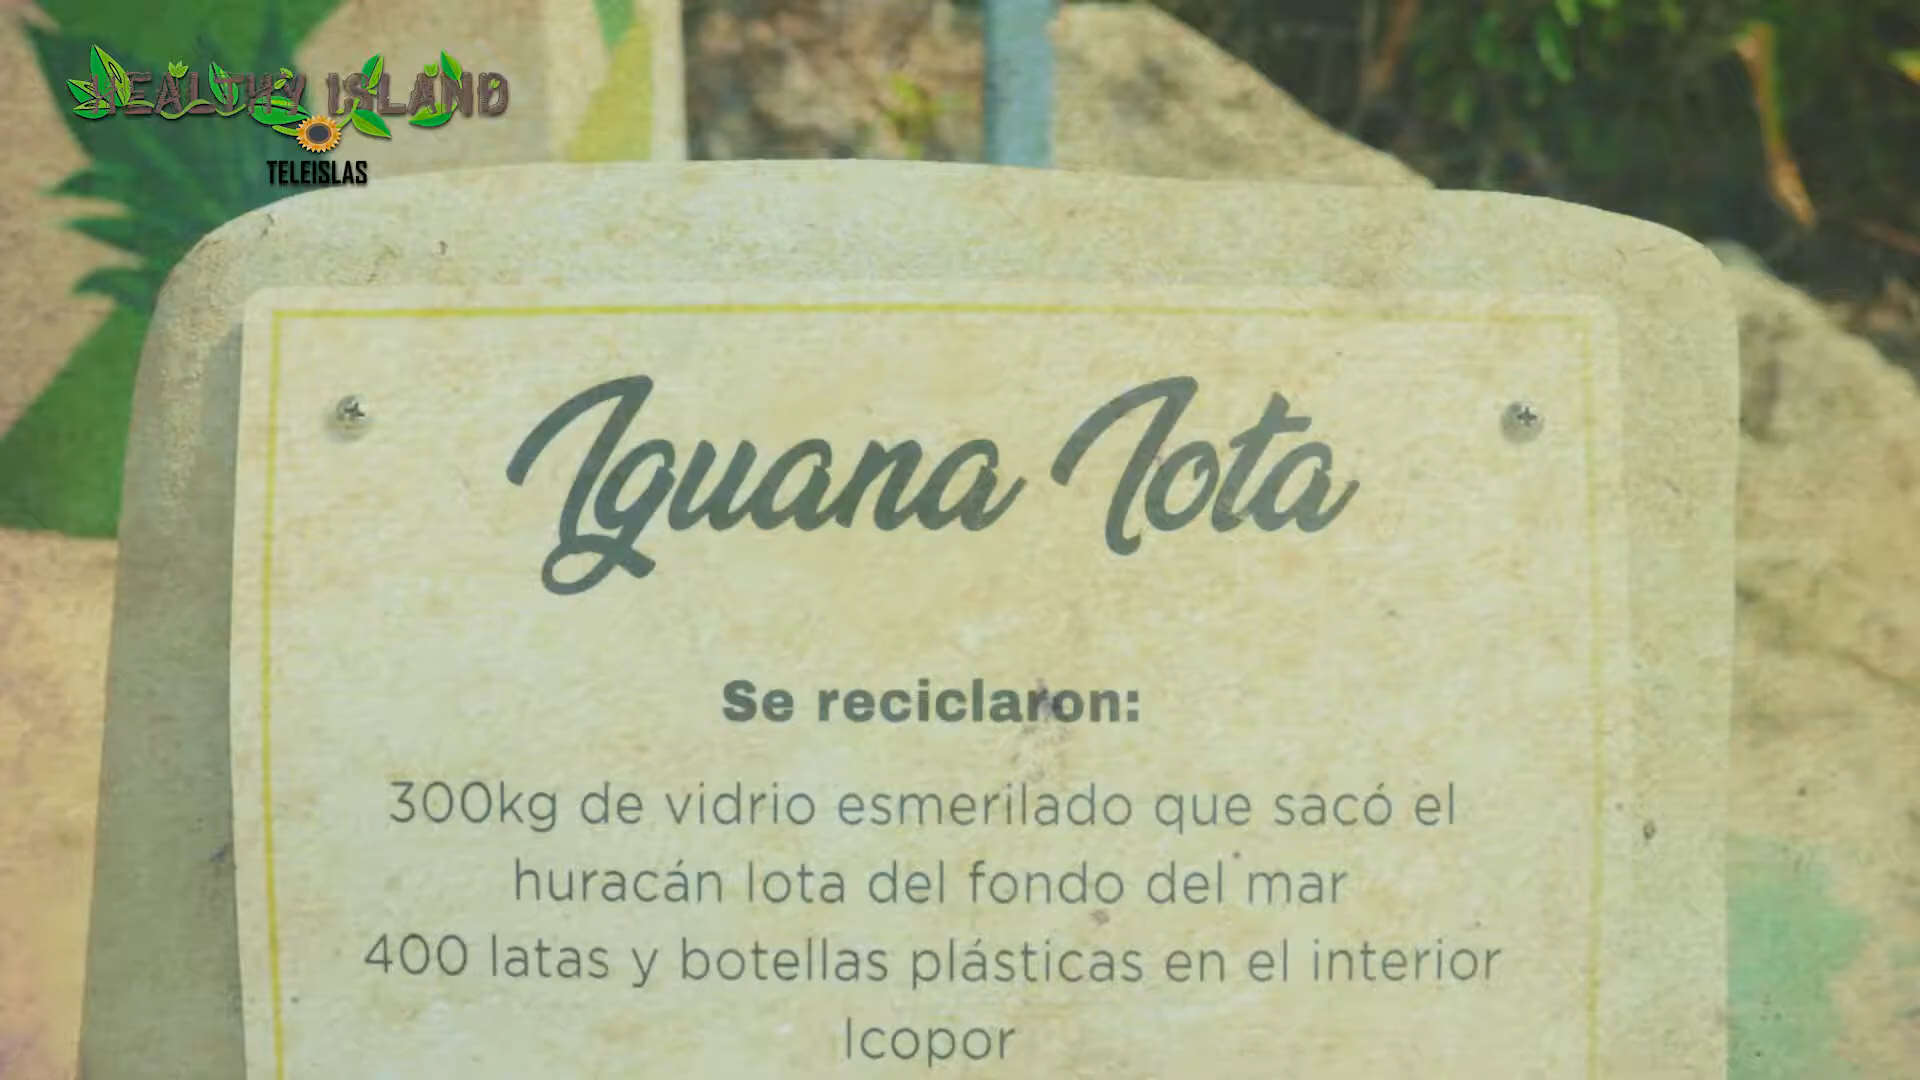 HEALTHY ISLAND
TELEISLAS
Iguana Iota
Se reciclaron:
300kg de vidrio esmerilado que sacó el
huracán Iota del fondo del mar
400 latas y botellas plásticas en el interior
Icopor